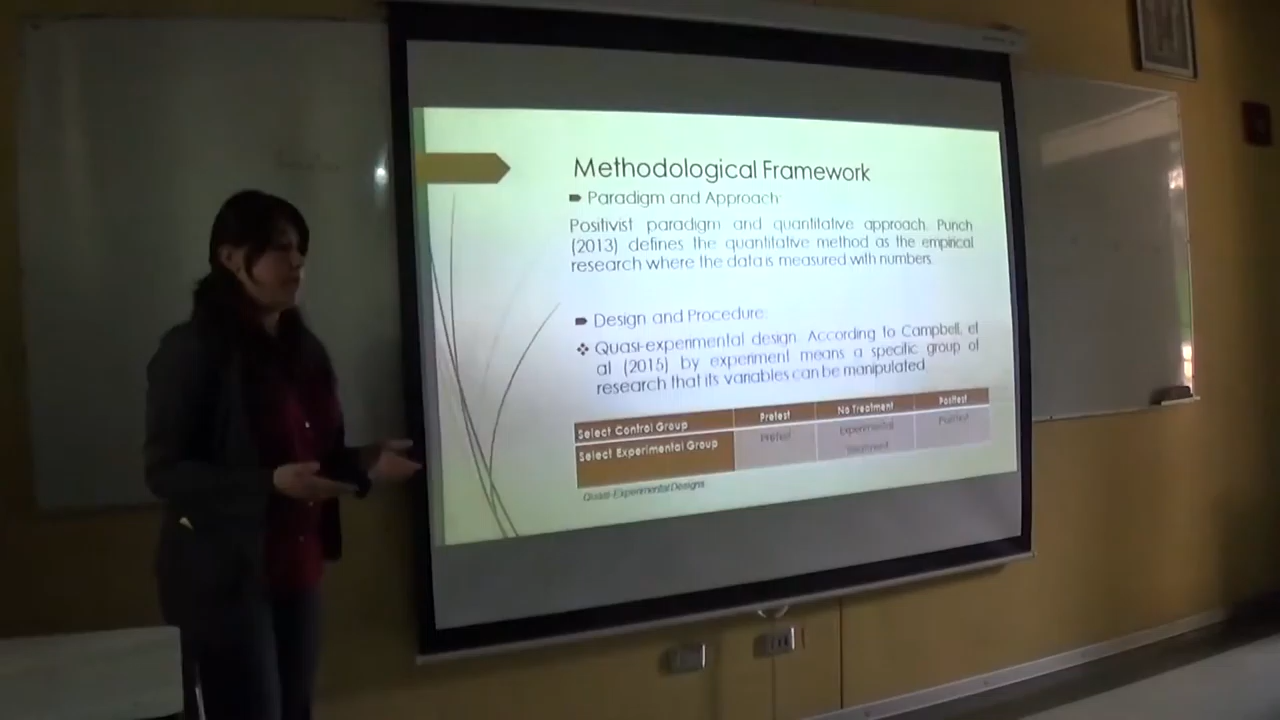 Methodological Framework
Paradigm and Approach:
Positivist paradigm and quantitative approach. Punch
(2013) defines the quantitative method as the empirical
research where the data is measured with numbers.
Design and Procedure:
Quasi-experimental design. According to Campbell, et
al (2015) by experiment means a specific group of
research that its variables can be manipulated
Select Control Group Pretest No Treatment Posttest
Select Experimental Group Pretest Experimental Posttest
Treatment
Quasi-Experimental Designs